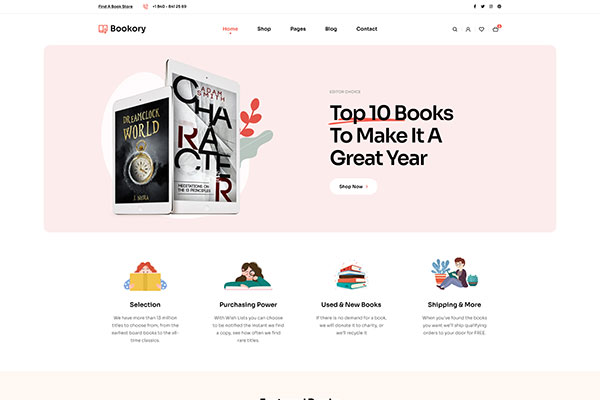 Find A Book Store
+1 840 - 841 25 69
Bookory
Home
Shop
Pages
Blog
Contact
DREAMCLOCK
WORLD
ADAM
SMITH
CHARACTER
MEDITATIONS ON
THE 13 PRINCIPLES
EDITOR CHOICE
Top 10 Books
To Make It A
Great Year
Shop Now
Selection
We have more than 13 million
titles to choose from, from the
earliest board books to the all-
time classics.
Purchasing Power
With Wish Lists you can choose
to be notified the instant we find
a copy, see how often we find
rare titles.
Used & New Books
If there is no demand for a book,
we will donate it to charity, or
we'll recycle it.
Shipping & More
When you've found the books
you want we'll ship qualifying
orders to your door for FREE